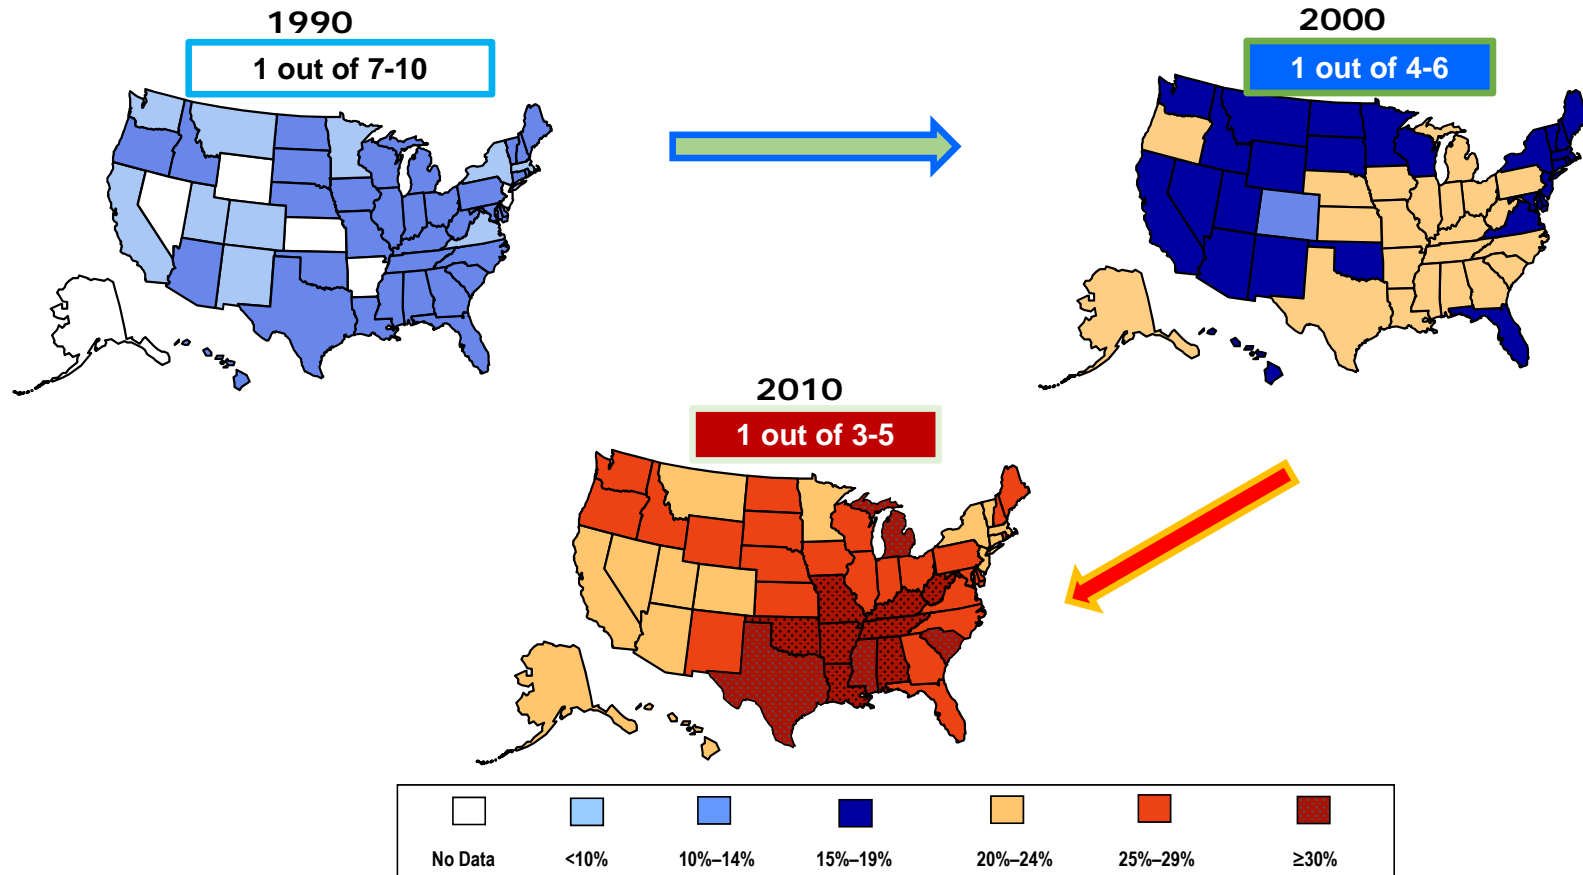 1990
1 out of 7-10
2000
1 out of 4-6
2010
1 out of 3-5
No Data <10% 10%–14% 15%–19% 20%–24% 25%–29% ≥30%